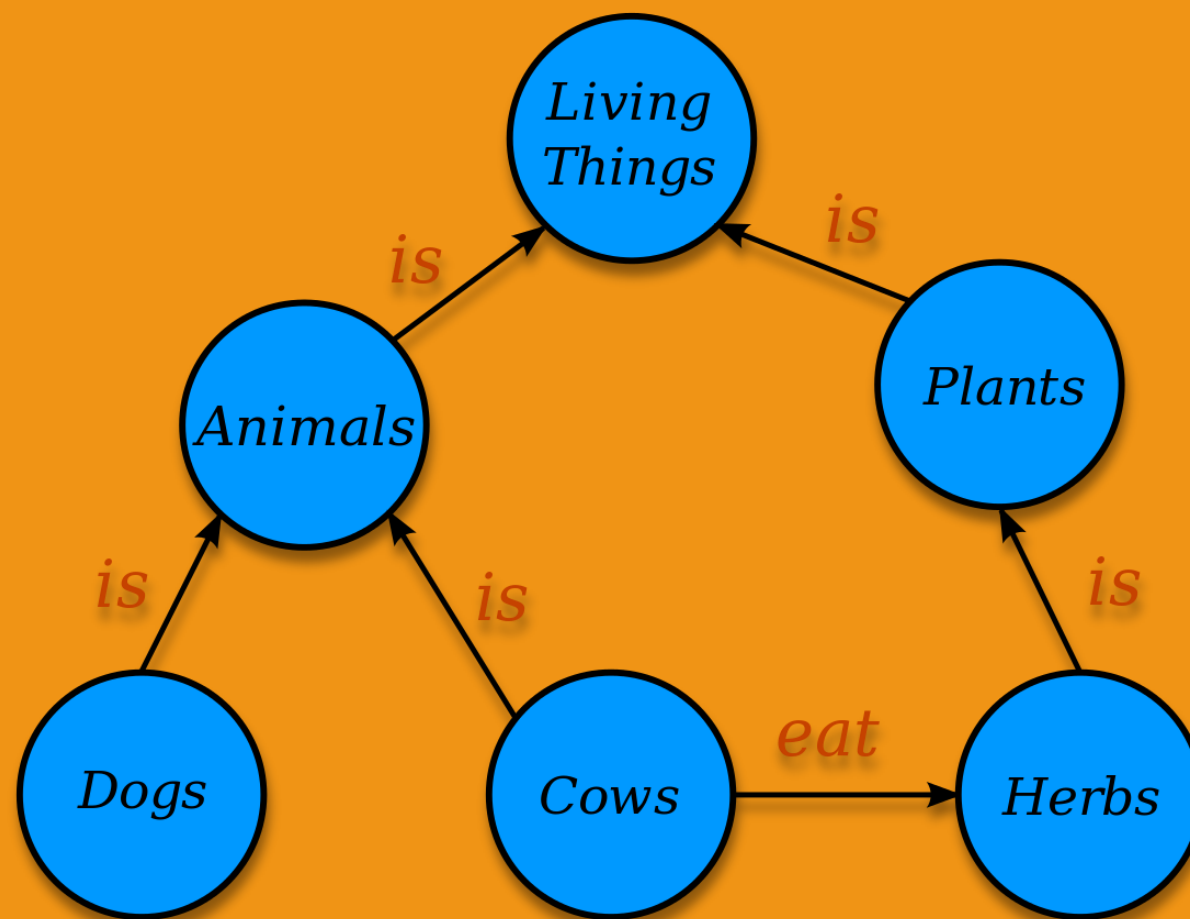 Living
Things
is
is
Animals
Plants
is
is
is
eat
Dogs
Cows
Herbs